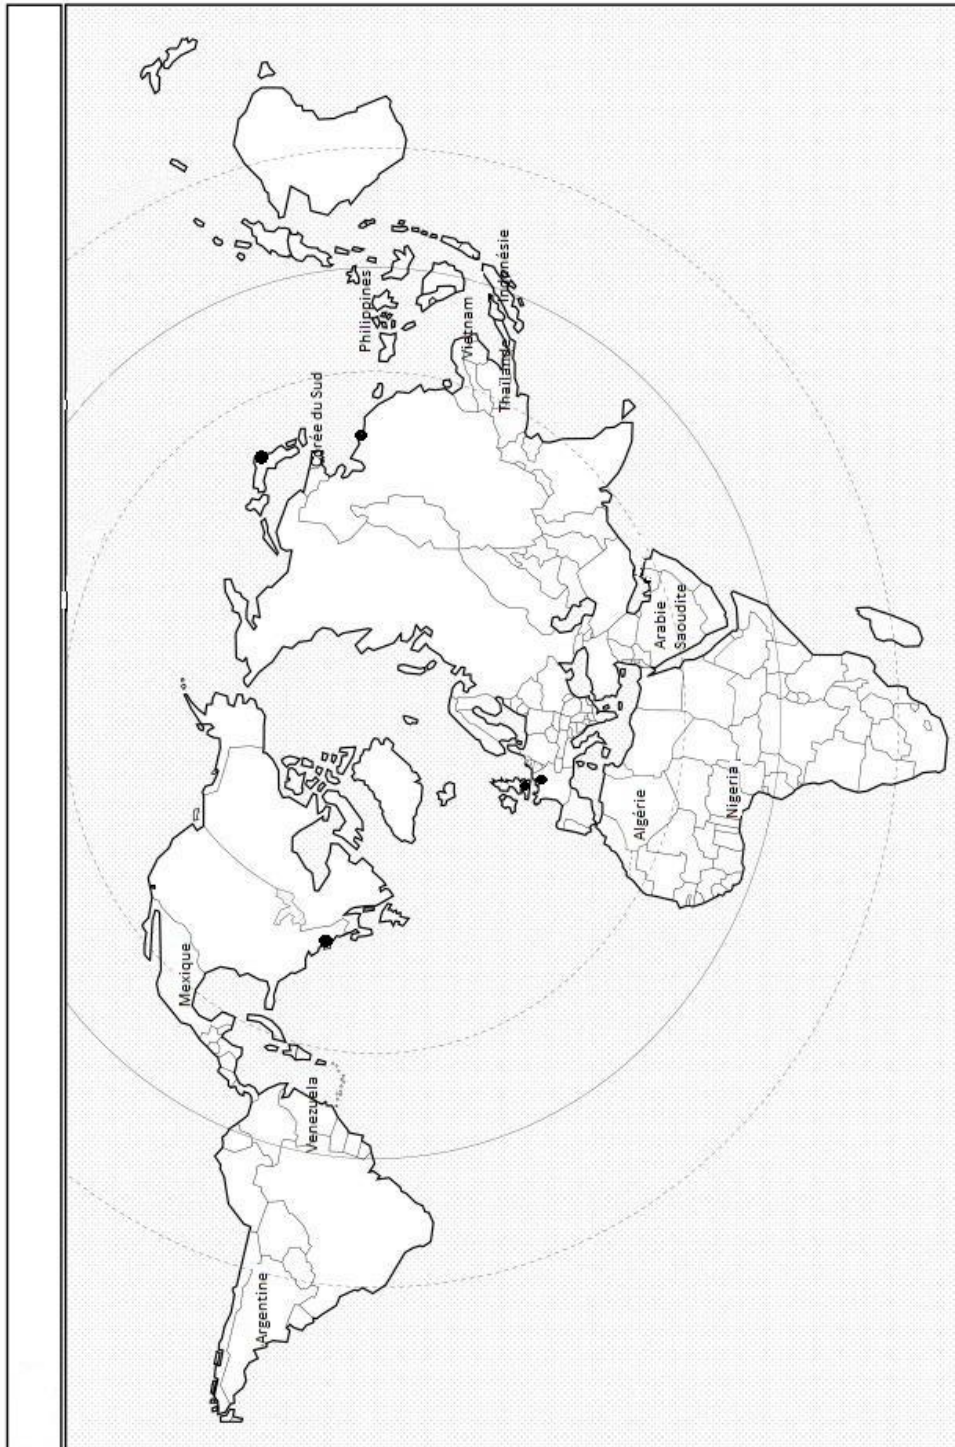 Philippines
Indonésie
Vietnam
Thaïlande
Corée du Sud
Arabie
Saoudite
Algérie
Nigeria
Mexique
Venezuela
Argentine